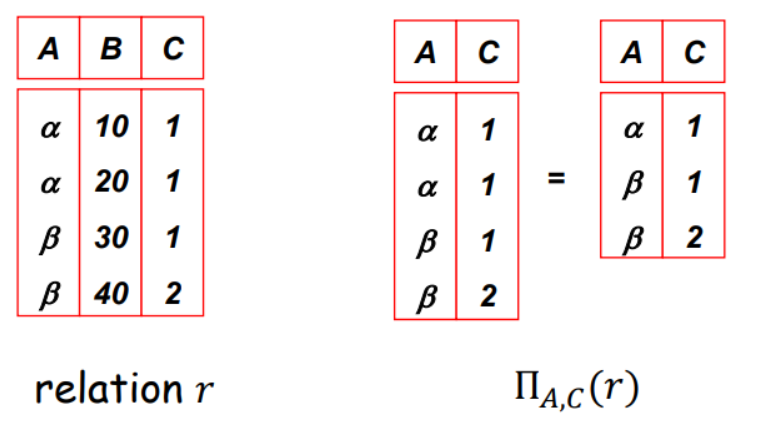 A B C
α 10 1
α 20 1
β 30 1
β 40 2
relation r
A C
α 1
α 1
β 1
β 2
=
A C
α 1
β 1
β 2
Π_{A,C}(r)